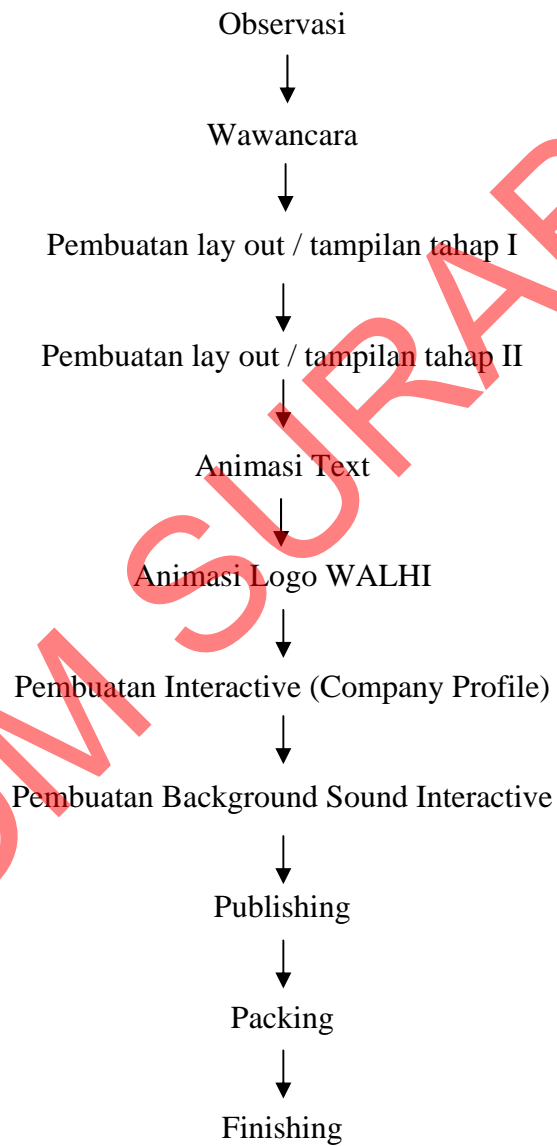 Observasi
Wawancara
Pembuatan lay out / tampilan tahap I
Pembuatan lay out / tampilan tahap II
Animasi Text
Animasi Logo WALHI
Pembuatan Interactive (Company Profile)
Pembuatan Background Sound Interactive
Publishing
Packing
Finishing